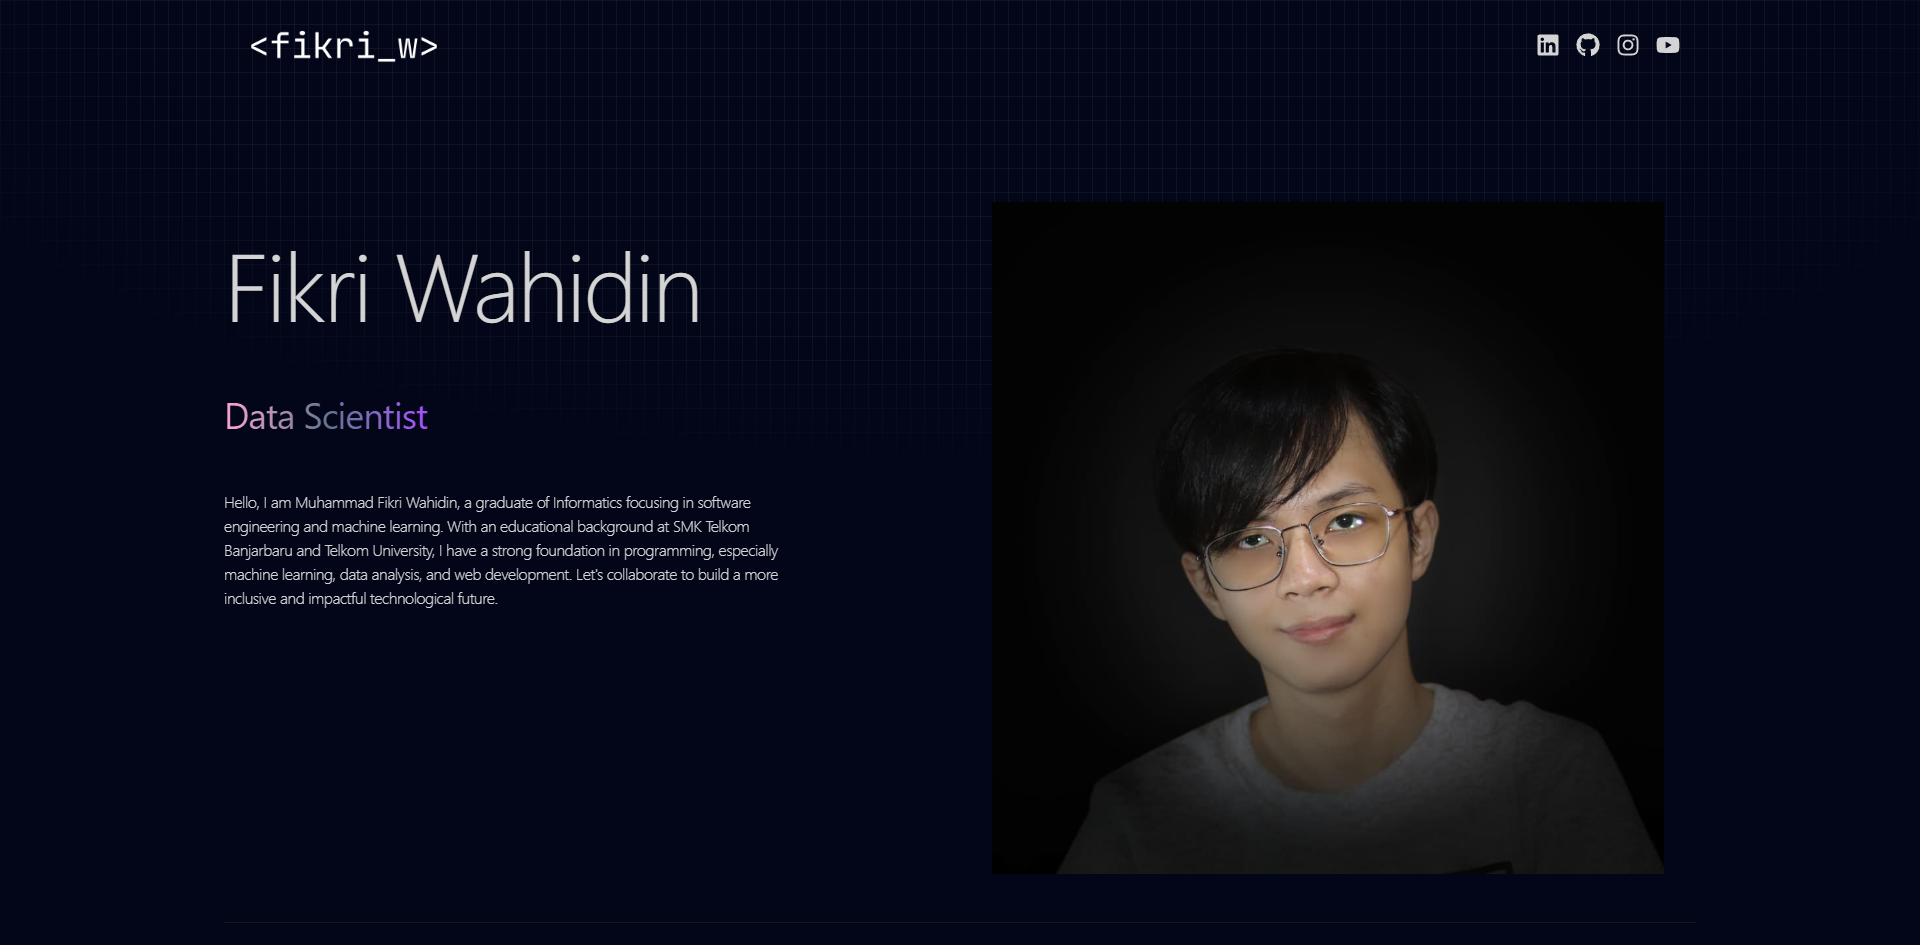 <fikri_w>
Fikri Wahidin
Data Scientist
Hello, I am Muhammad Fikri Wahidin, a graduate of Informatics focusing in software
engineering and machine learning. With an educational background at SMK Telkom
Banjarbaru and Telkom University, I have a strong foundation in programming, especially
machine learning, data analysis, and web development. Let's collaborate to build a more
inclusive and impactful technological future.